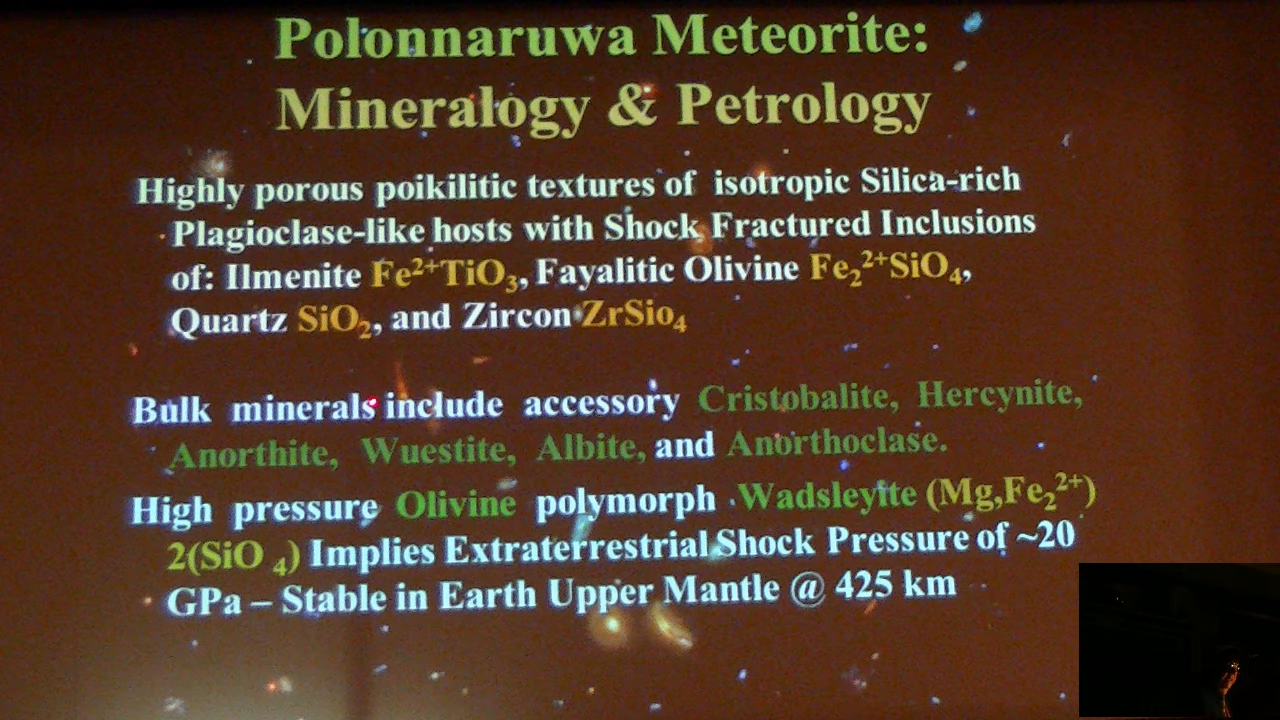 Polonnaruwa Meteorite:
Mineralogy & Petrology
Highly porous poikilitic textures of isotropic Silica-rich
Plagioclase-like hosts with Shock Fractured Inclusions
of: Ilmenite Fe²⁺TiO₃, Fayalitic Olivine Fe₂²⁺SiO₄,
Quartz SiO₂, and Zircon ZrSio₄
Bulk minerals include accessory Cristobalite, Hercynite,
Anorthite, Wuestite, Albite, and Anorthoclase.
High pressure Olivine polymorph Wadsleyite (Mg,Fe₂²⁺)
2(SiO ₄) Implies Extraterrestrial Shock Pressure of ~20
GPa – Stable in Earth Upper Mantle @ 425 km